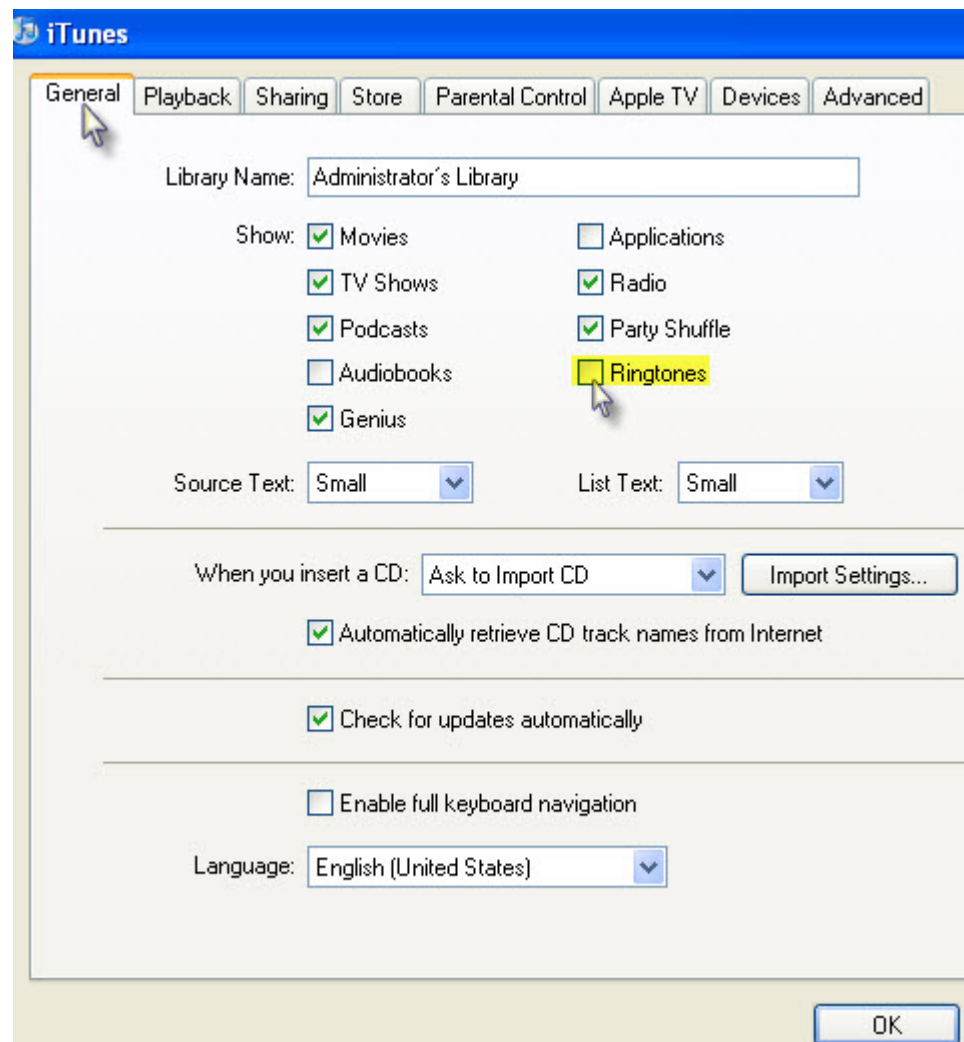 iTunes
General Playback Sharing Store Parental Control Apple TV Devices Advanced
Library Name: Administrator´s Library
Show: Movies Applications
TV Shows Radio
Podcasts Party Shuffle
Audiobooks Ringtones
Genius
Source Text: Small List Text: Small
When you insert a CD: Ask to Import CD Import Settings...
Automatically retrieve CD track names from Internet
Check for updates automatically
Enable full keyboard navigation
Language: English (United States)
OK